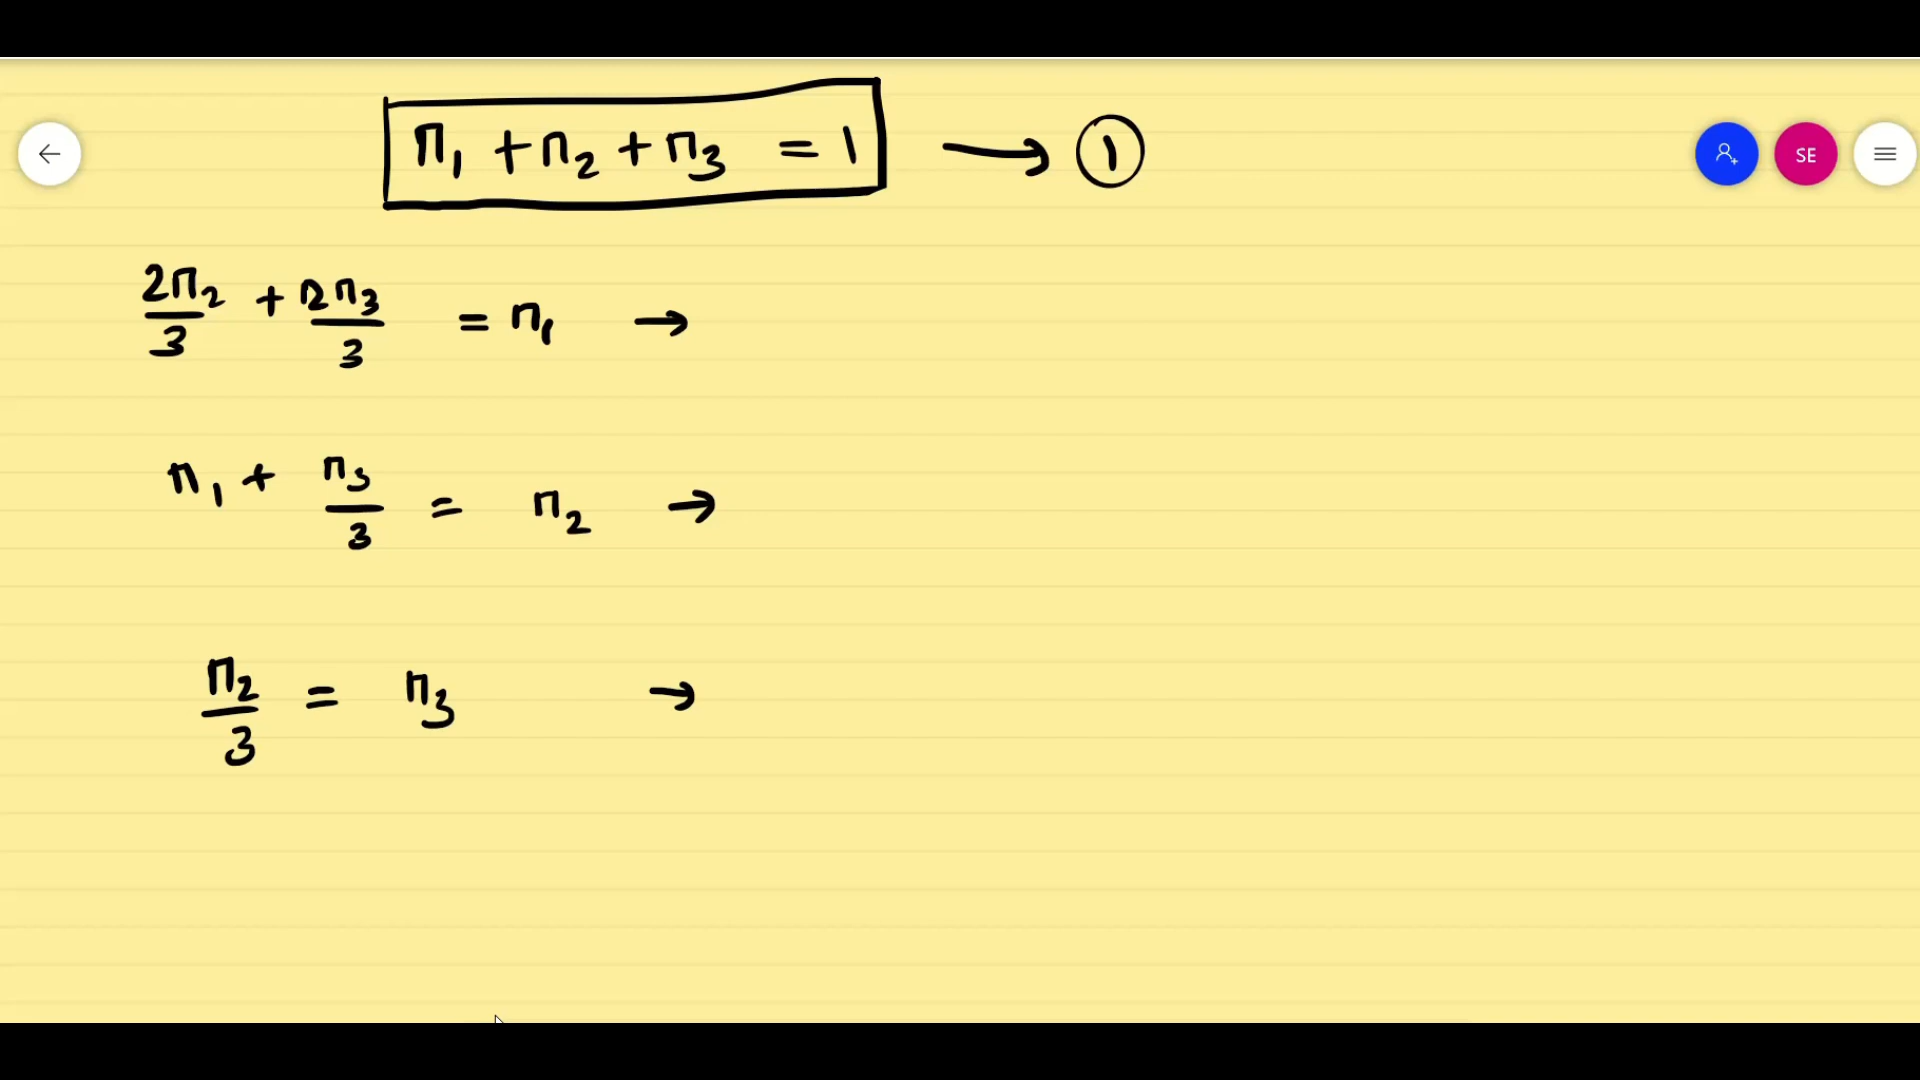 π₁ + π₂ + π₃ = 1 → ①
SE
2π₂/3 + 2π₃/3 = π₁ →
π₁ + π₃/3 = π₂ →
π₂/3 = π₃ →